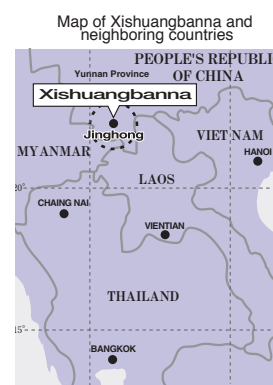 Map of Xishuangbanna and
neighboring countries
PEOPLE'S REPUBLI
OF CHINA
Yunnan Province
Xishuangbanna
Jinghong
VIET NAM
HANOI
MYANMAR
LAOS
20°
CHAING NAI
VIENTIAN
THAILAND
15°
BANGKOK